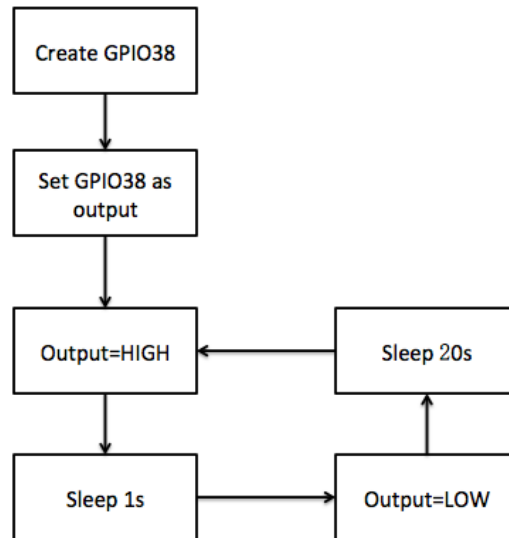 Create GPIO38
Set GPIO38 as
output
Output=HIGH
Sleep 20s
Sleep 1s
Output=LOW